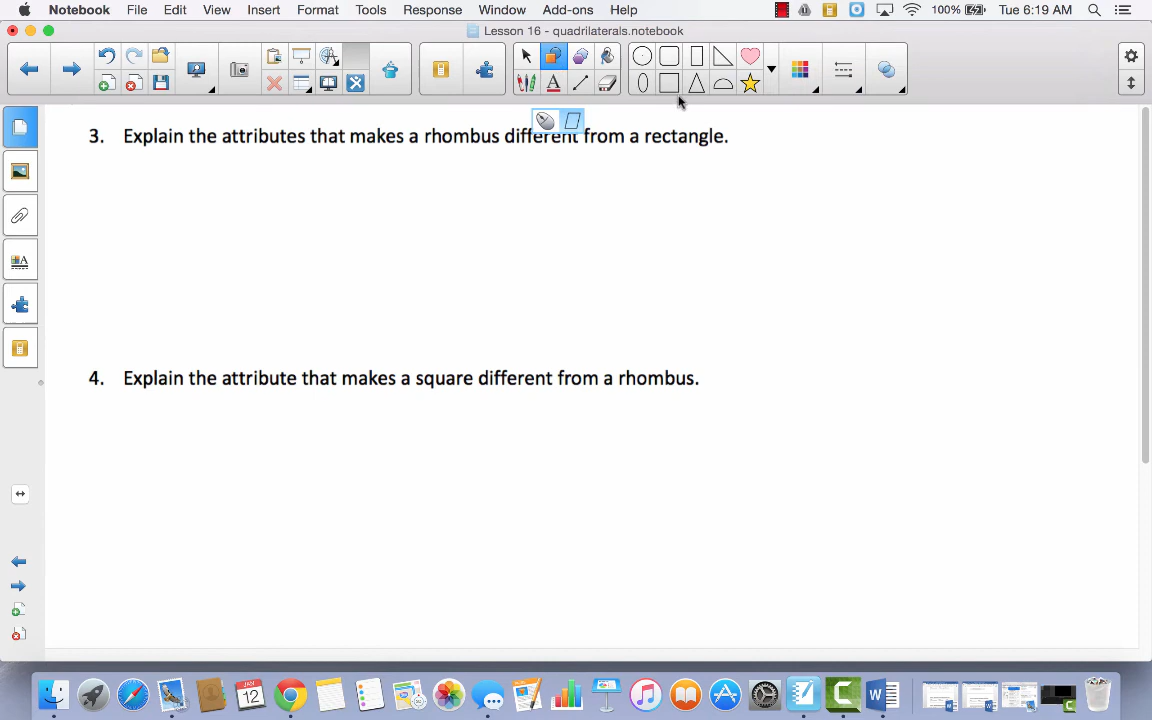 Notebook File Edit View Insert Format Tools Response Window Add-ons Help 100% Tue 6:19 AM
Lesson 16 - quadrilaterals.notebook
3. Explain the attributes that makes a rhombus different from a rectangle.
4. Explain the attribute that makes a square different from a rhombus.
JAN
12